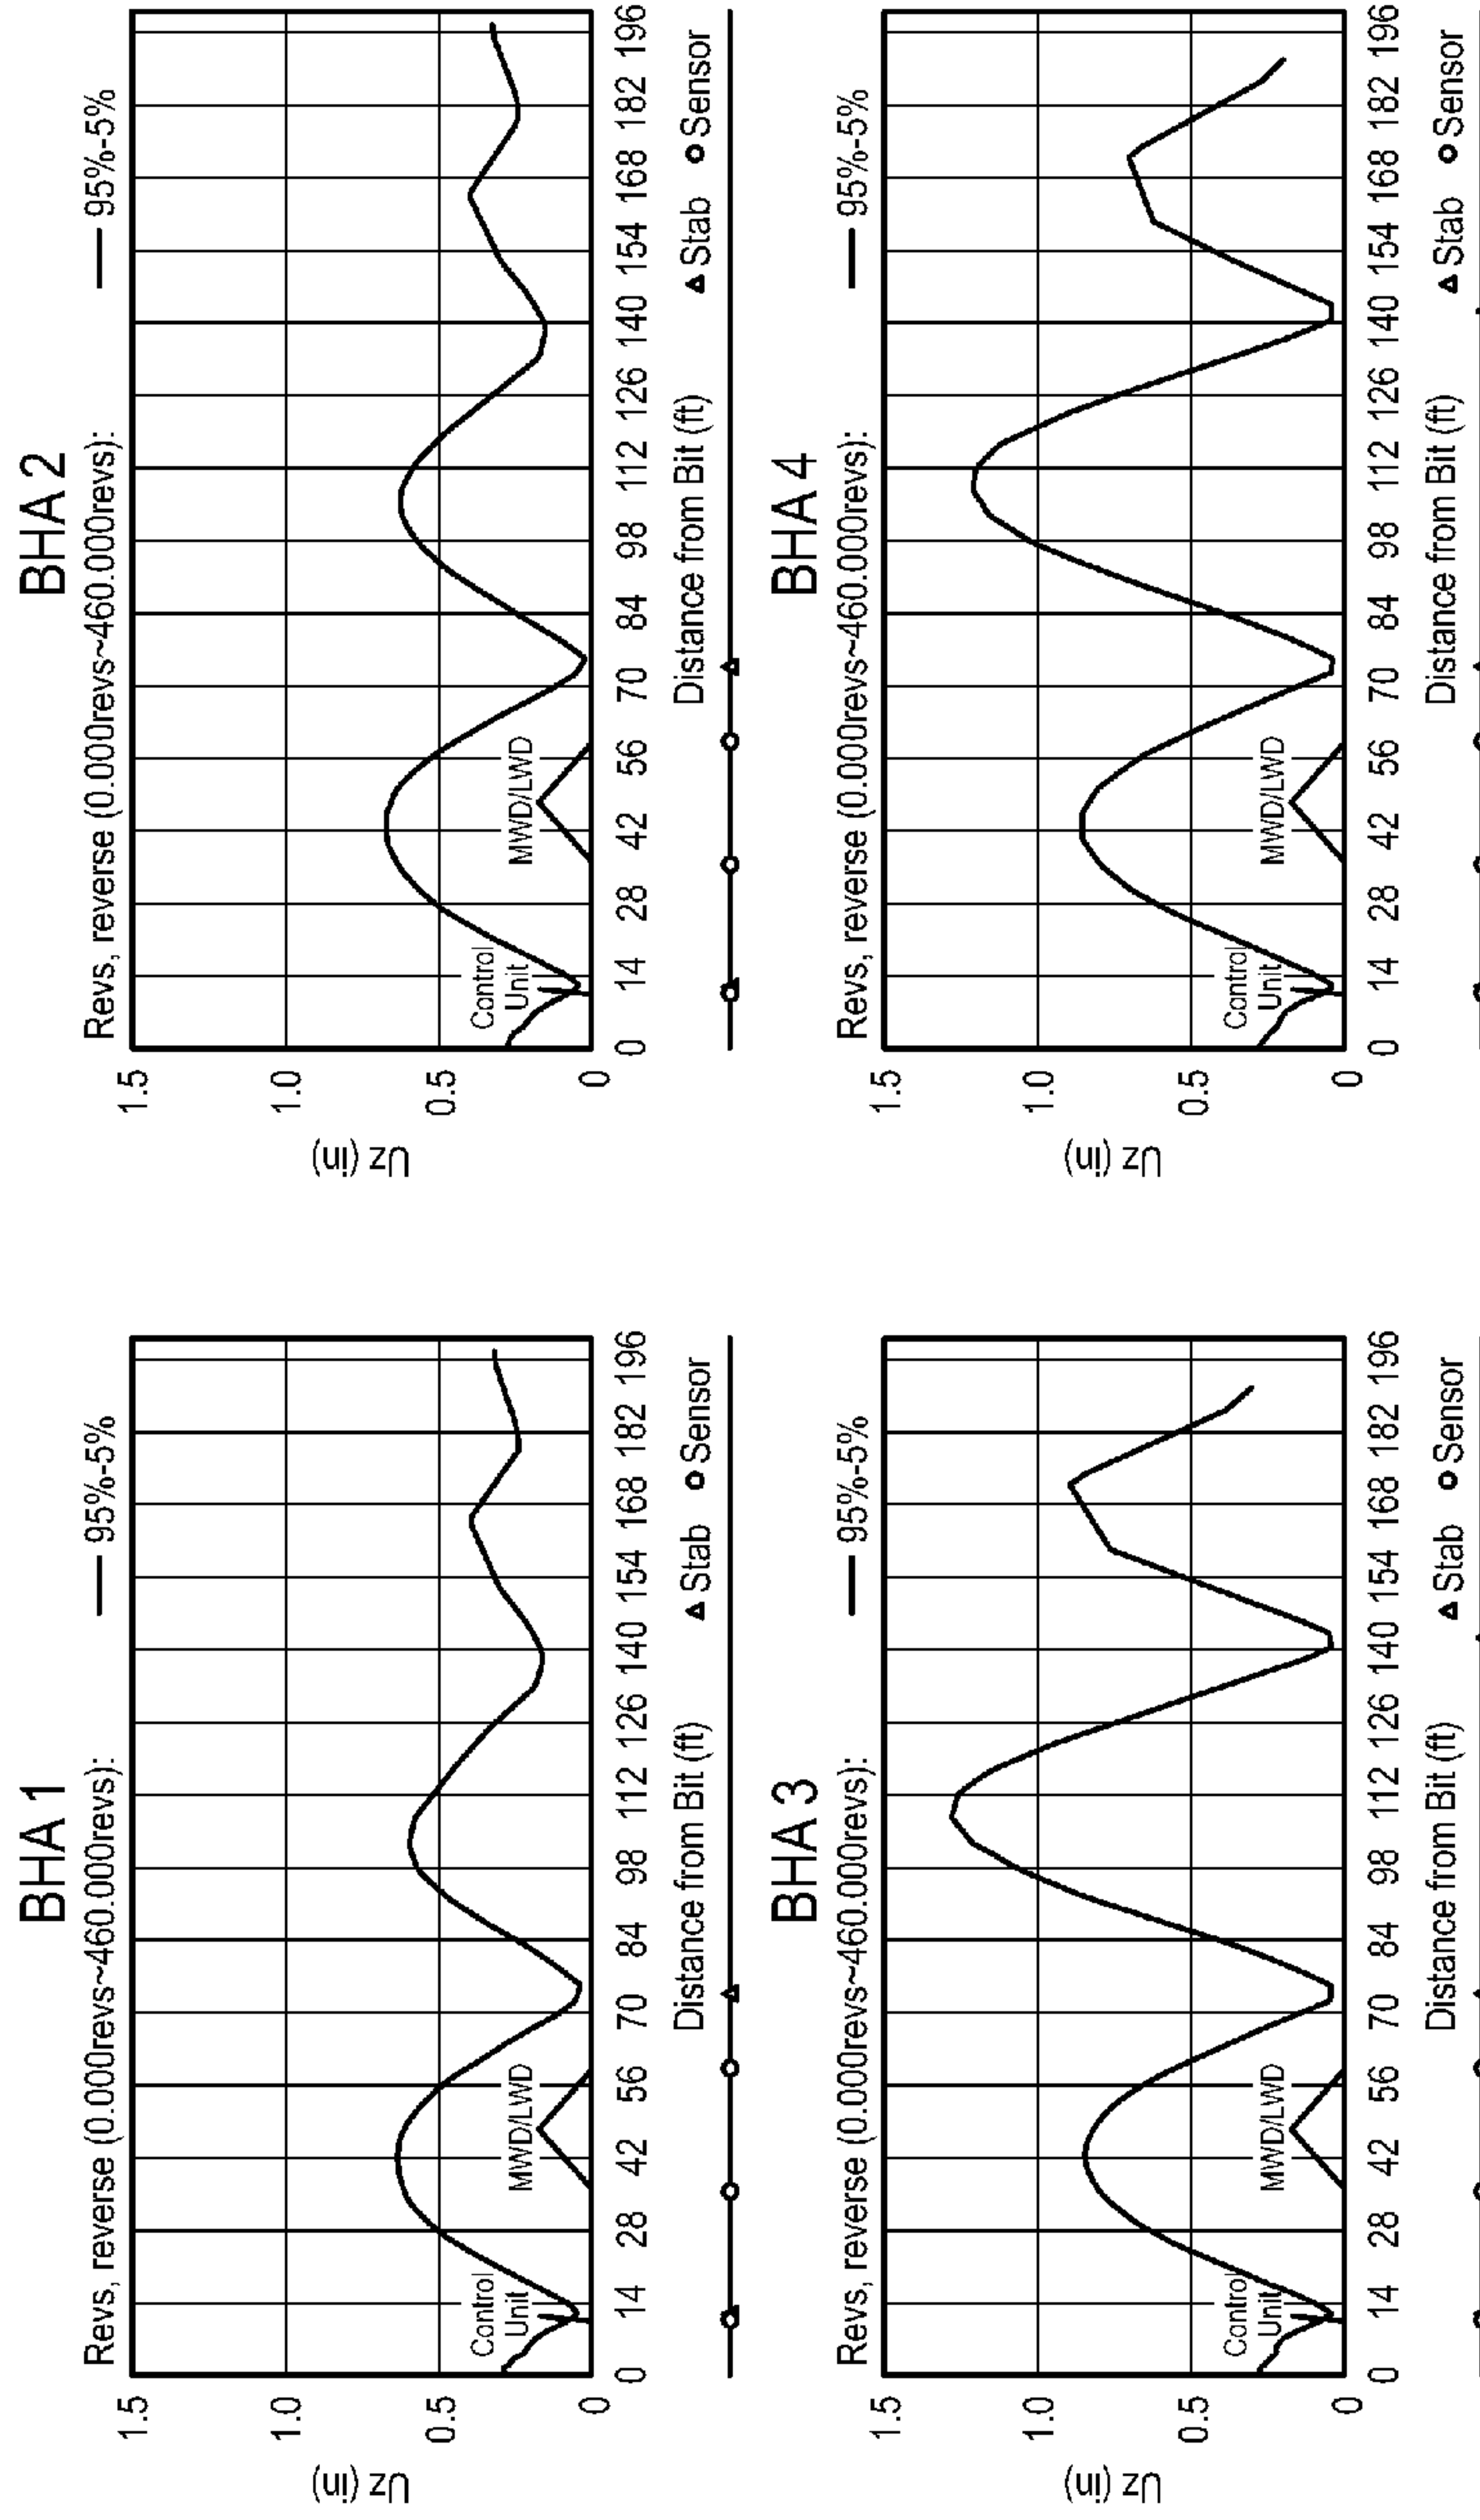 BHA 1
Revs, reverse (0.000revs~460.000revs):
95%-5%
Uz (in)
1.5
1.0
0.5
0
Control
Unit
MWD/LWD
0 14 28 42 56 70 84 98 112 126 140 154 168 182 196
Distance from Bit (ft)
Stab
Sensor
BHA 2
Revs, reverse (0.000revs~460.000revs):
95%-5%
Uz (in)
1.5
1.0
0.5
0
Control
Unit
MWD/LWD
0 14 28 42 56 70 84 98 112 126 140 154 168 182 196
Distance from Bit (ft)
Stab
Sensor
BHA 3
Revs, reverse (0.000revs~460.000revs):
95%-5%
Uz (in)
1.5
1.0
0.5
0
Control
Unit
MWD/LWD
0 14 28 42 56 70 84 98 112 126 140 154 168 182 196
Distance from Bit (ft)
Stab
Sensor
BHA 4
Revs, reverse (0.000revs~460.000revs):
95%-5%
Uz (in)
1.5
1.0
0.5
0
Control
Unit
MWD/LWD
0 14 28 42 56 70 84 98 112 126 140 154 168 182 196
Distance from Bit (ft)
Stab
Sensor